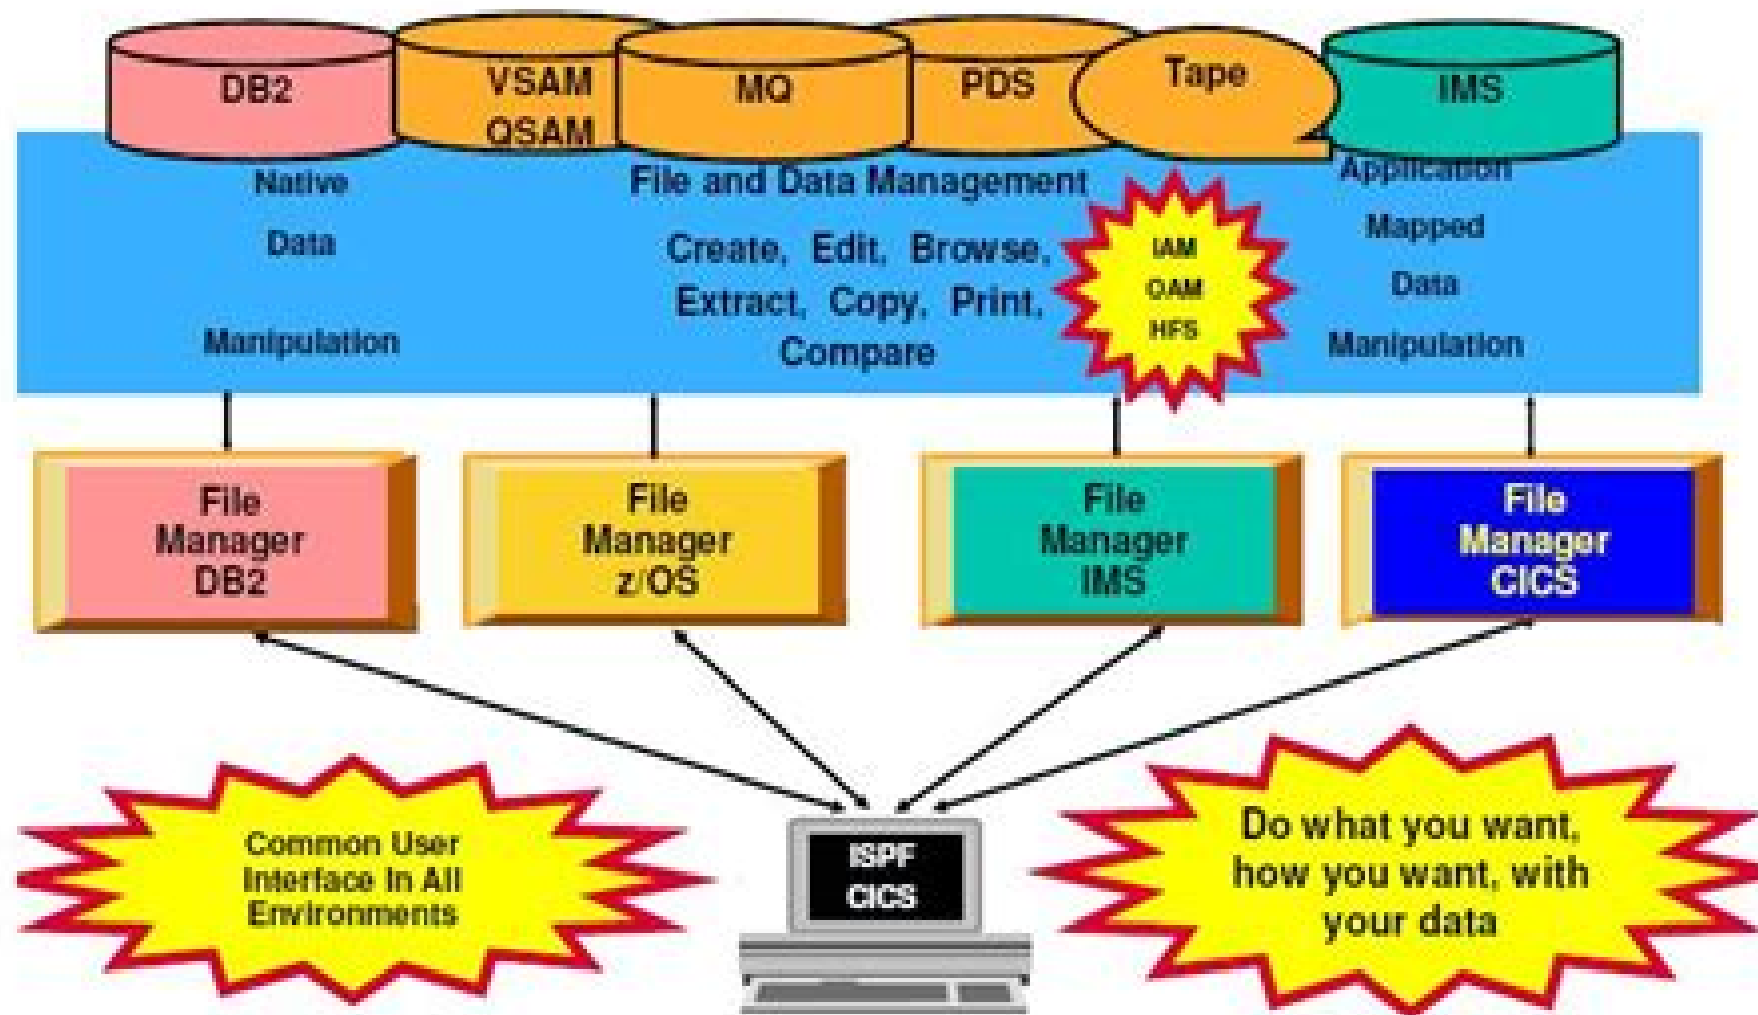 DB2
VSAM
QSAM
MQ
PDS
Tape
IMS
Native
Data
Manipulation
File and Data Management
Create, Edit, Browse,
Extract, Copy, Print,
Compare
IAM
OAM
HFS
Application
Mapped
Data
Manipulation
File
Manager
DB2
File
Manager
z/OS
File
Manager
IMS
File
Manager
CICS
Common User
Interface In All
Environments
ISPF
CICS
Do what you want,
how you want, with
your data